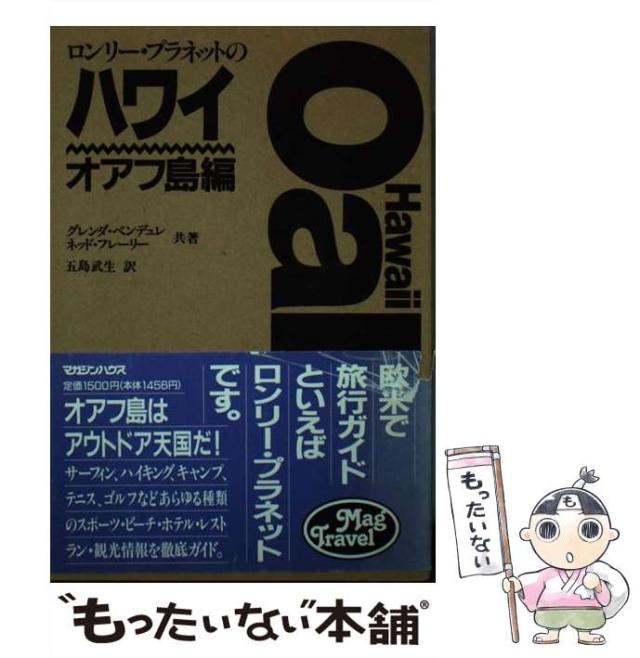 ロンリー・プラネットの
ハワイ
オアフ島編
グレンダ・ベンデュレ
ネッド・フレーリー
共著
五島武生 訳
Hawaii
oa
マガジンハウス
定価1500円(本体1456円)
オアフ島は
アウトドア天国だ!
サーフィン、ハイキング、キャンプ、
テニス、ゴルフなどあらゆる種類
のスポーツ・ビーチ・ホテル・レスト
ラン・観光情報を徹底ガイド。
欧米で
旅行ガイド
といえば
ロンリー・プラネット
です。
Mag
Travel
もったいない
も
"もったいない"本舗®